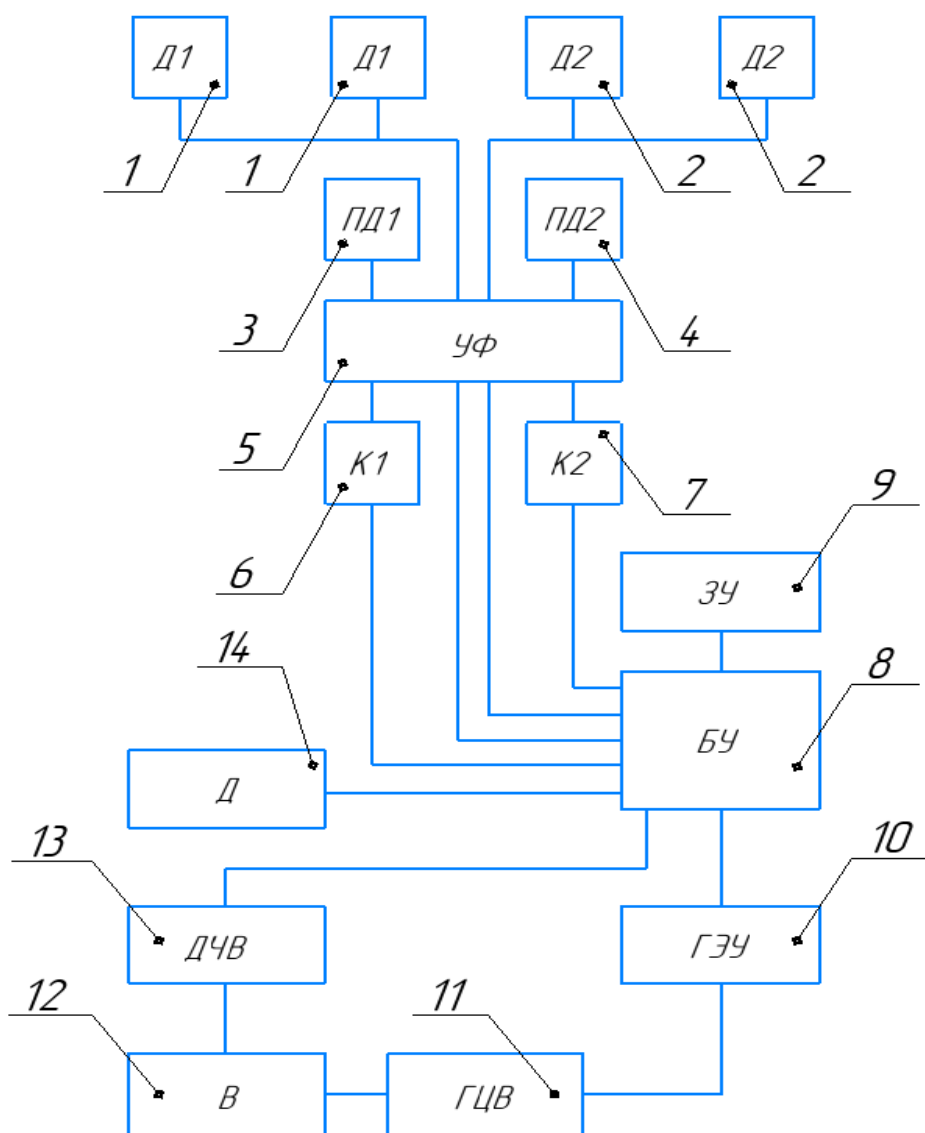 Д1 Д1 Д2 Д2
1 1 2 2
ПД1 ПД2
3 4
УФ
5
К1 К2
7 9
6
ЗУ
14 8
БУ
Д
13 10
ДЧВ ГЭУ
12 11
В ГЦВ